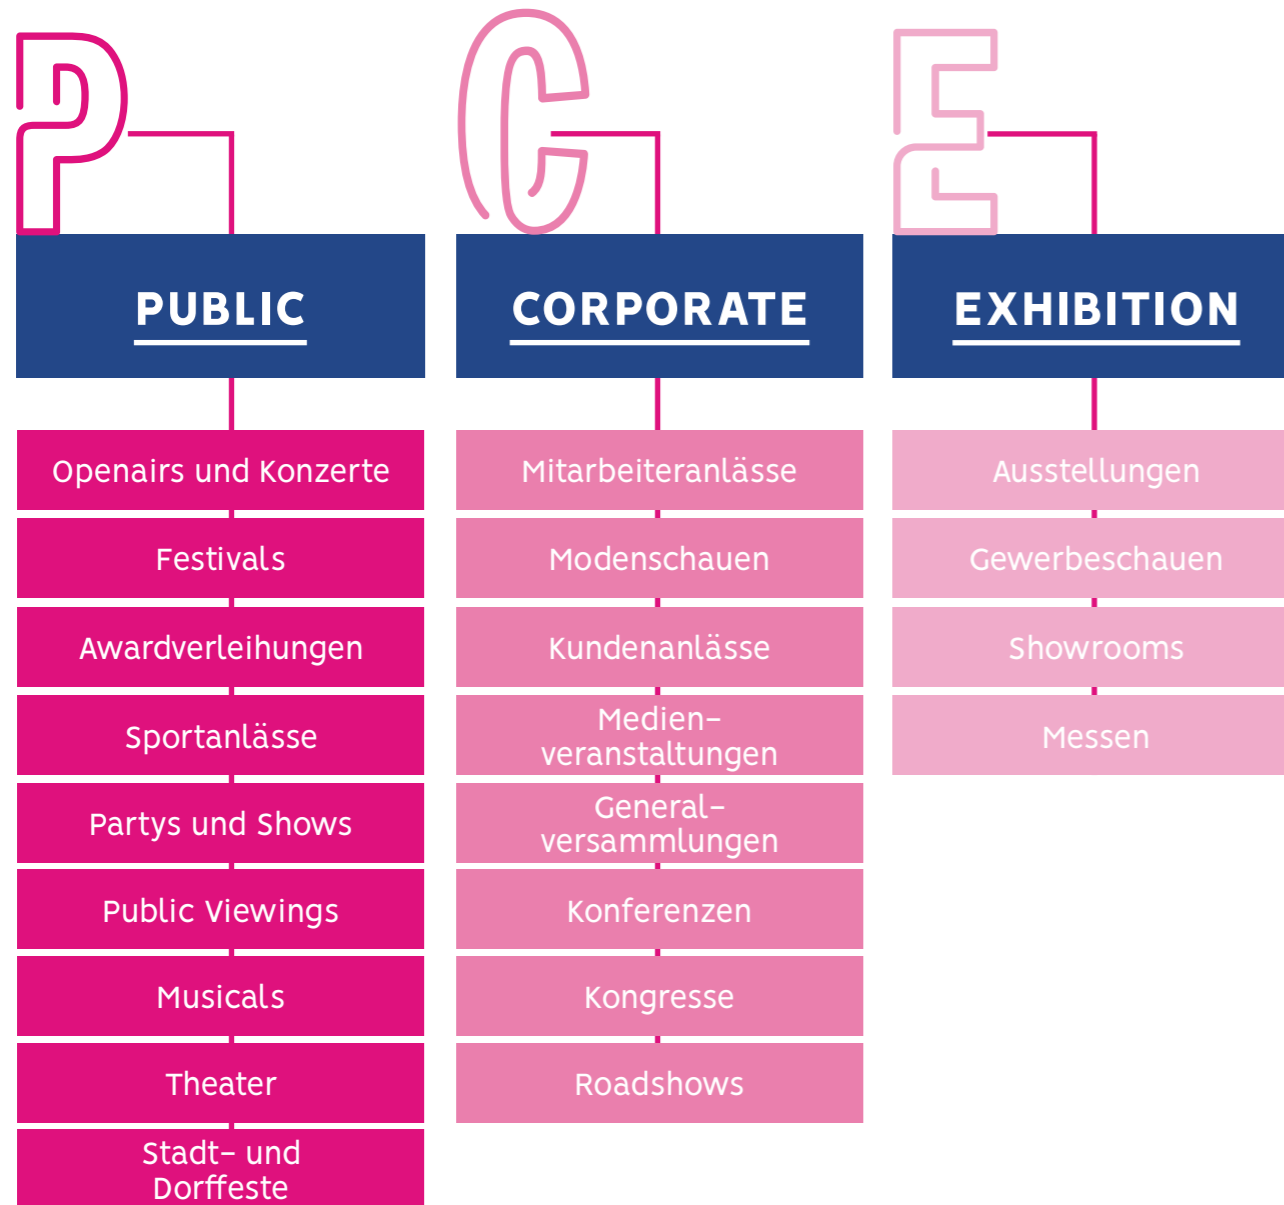 P
PUBLIC
Openairs und Konzerte
Festivals
Awardverleihungen
Sportanlässe
Partys und Shows
Public Viewings
Musicals
Theater
Stadt- und
Dorffeste
C
CORPORATE
Mitarbeiteranlässe
Modenschauen
Kundenanlässe
Medien-
veranstaltungen
General-
versammlungen
Konferenzen
Kongresse
Roadshows
E
EXHIBITION
Ausstellungen
Gewerbeschauen
Showrooms
Messen